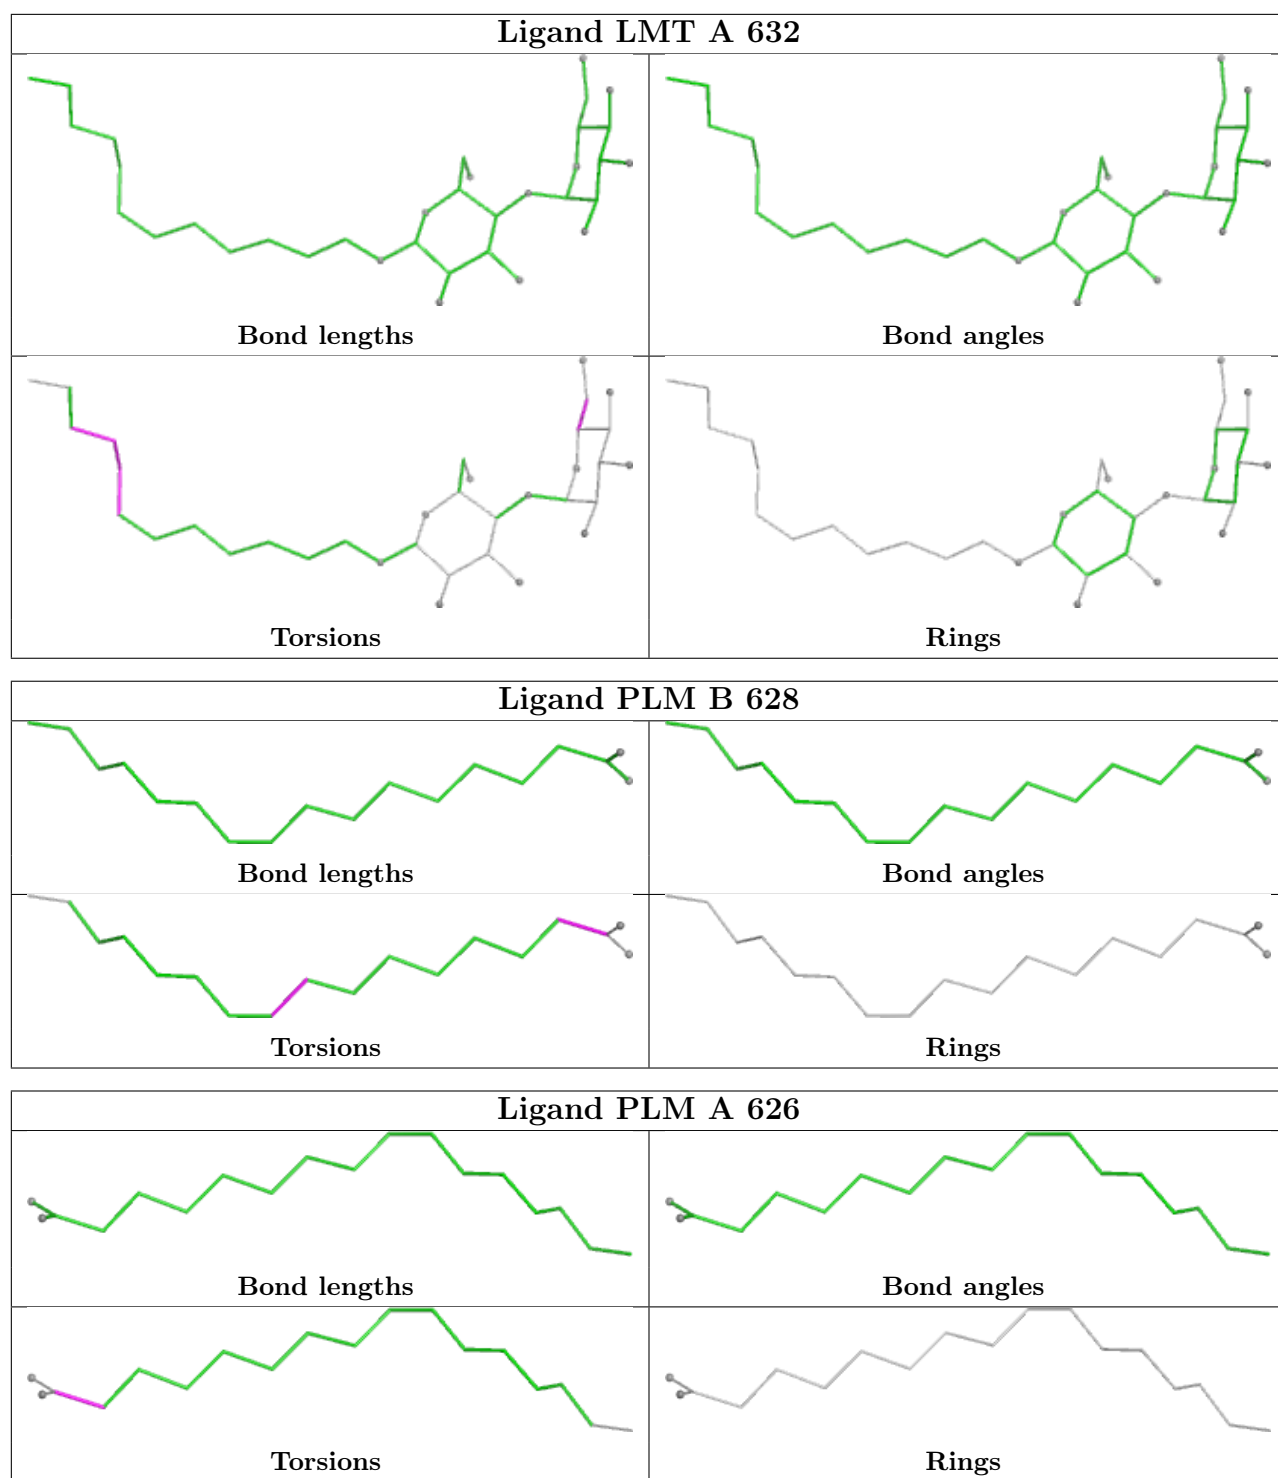 Ligand LMT A 632
Bond lengths
Bond angles
Torsions
Rings
Ligand PLM B 628
Bond lengths
Bond angles
Torsions
Rings
Ligand PLM A 626
Bond lengths
Bond angles
Torsions
Rings